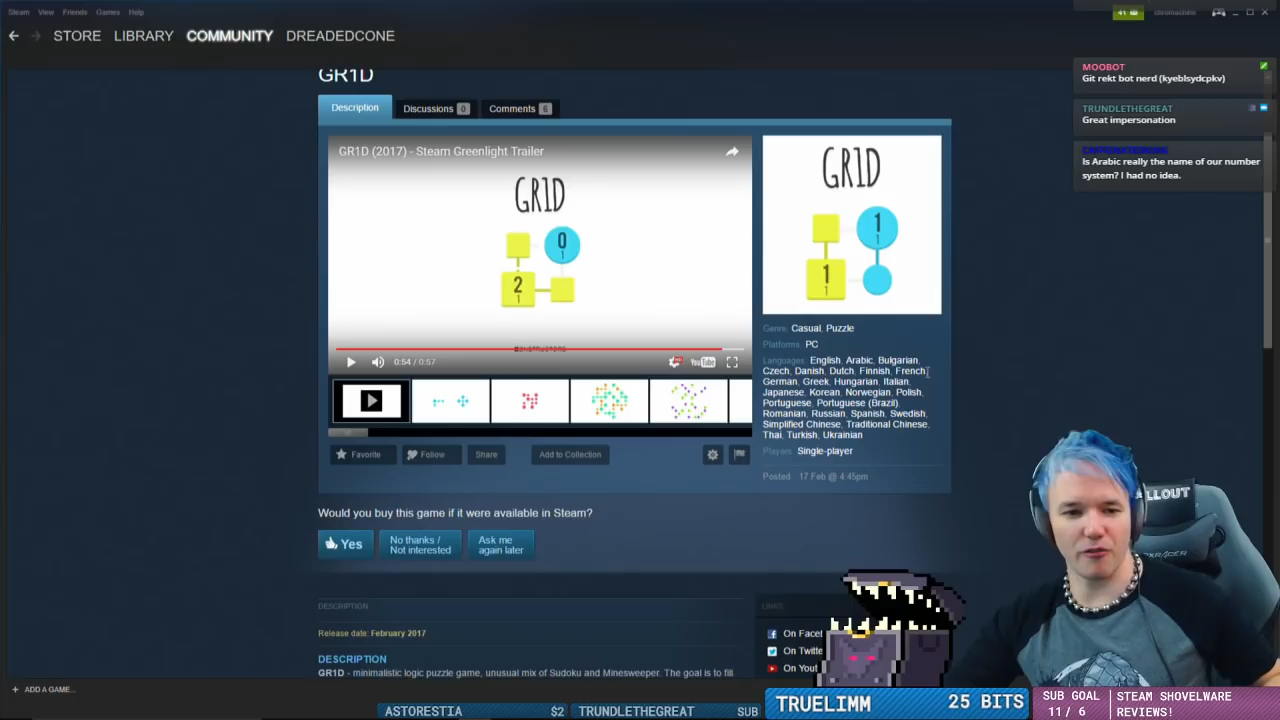 Steam View Friends Games Help
41
STORE LIBRARY COMMUNITY DREADEDCONE
GR1D
Description Discussions 0 Comments 6
GR1D (2017) - Steam Greenlight Trailer
GR1D
0
1
2
1
0:54 / 0:57
YouTube
GR1D
1
1
1
1
Genre: Casual, Puzzle
Platforms: PC
Languages: English, Arabic, Bulgarian,
Czech, Danish, Dutch, Finnish, French,
German, Greek, Hungarian, Italian,
Japanese, Korean, Norwegian, Polish,
Portuguese, Portuguese (Brazil),
Romanian, Russian, Spanish, Swedish,
Simplified Chinese, Traditional Chinese,
Thai, Turkish, Ukrainian
Players: Single-player
Posted 17 Feb @ 4:45pm
Favorite Follow Share Add to Collection
Would you buy this game if it were available in Steam?
Yes
No thanks /
Not interested
Ask me
again later
DESCRIPTION
Release date: February 2017
DESCRIPTION
GR1D - minimalistic logic puzzle game, unusual mix of Sudoku and Minesweeper. The goal is to fill
LINKS
On Facel
On Twitte
On Yout
+ ADD A GAME...
MOOBOT
Git rekt bot nerd (kyeblsydcpkv)
TRUNDLETHEGREAT
Great impersonation
Is Arabic really the name of our number
system? I had no idea.
ASTORESTIA $2 TRUNDLETHEGREAT SUB
TRUELIMM 25 BITS
SUB GOAL
11 / 6
STEAM SHOVELWARE
REVIEWS!